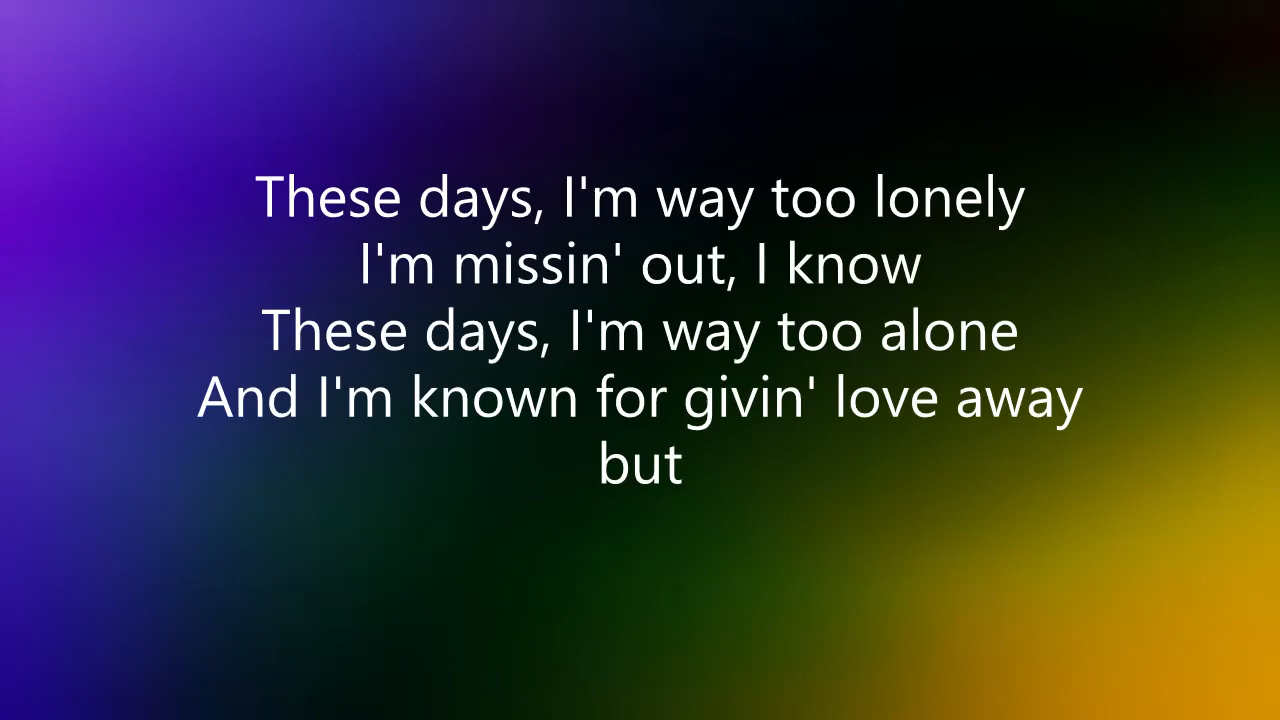 These days, I'm way too lonely
I'm missin' out, I know
These days, I'm way too alone
And I'm known for givin' love away
but